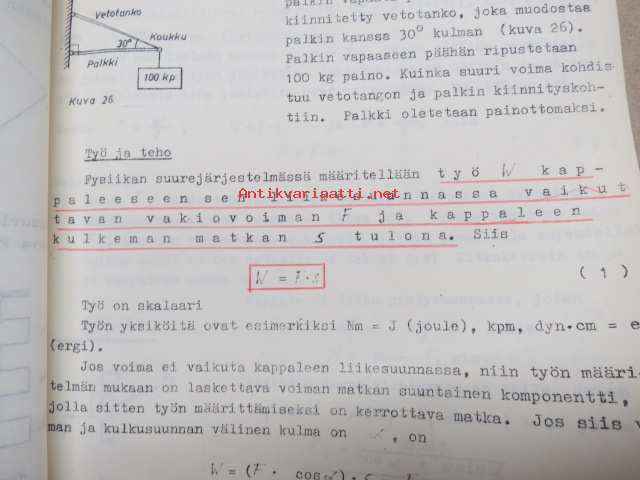 Vetotanko
30°
Koukku
Palkki
100 kp
Kuva 26
palkin
kiinnitetty vetotanko, joka muodostaa
palkin kanssa 30° kulman (kuva 26).
Palkin vapaaseen päähän ripustetaan
100 kg paino. Kuinka suuri voima kohdis-
tuu vetotangon ja palkin kiinnityskoh-
tiin. Palkki oletetaan painottomaksi.
Työ ja teho
Fysiikan suurejärjestelmässä määritellään työ W kap-
paleeseen sen liikesuunnassa vaikut
tavan vakiovoiman F ja kappaleen
kulkeman matkan s tulona. Siis
Antikvariaatti.net
W = F·s (1)
Työ on skalaari
Työn yksiköitä ovat esimerkiksi Nm = J (joule), kpm, dyn·cm = e
(ergi).
Jos voima ei vaikuta kappaleen liikesuunnassa, niin työn määri-
telmän mukaan on laskettava voiman matkan suuntainen komponentti,
jolla sitten työn määrittämiseksi on kerrottava matka. Jos siis v
man ja kulkusuunnan välinen kulma on α, on
W = (F · cos α) · s